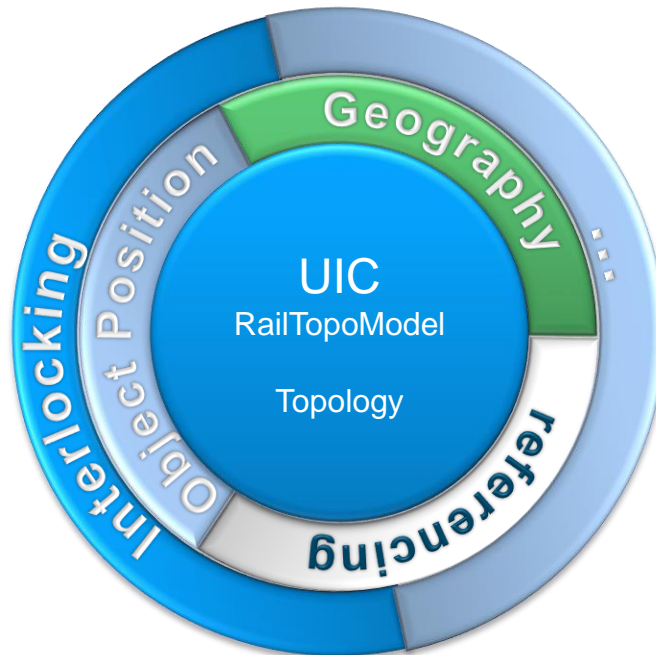 UIC
RailTopoModel
Topology
Geography
Object Position
referencing
Interlocking
...